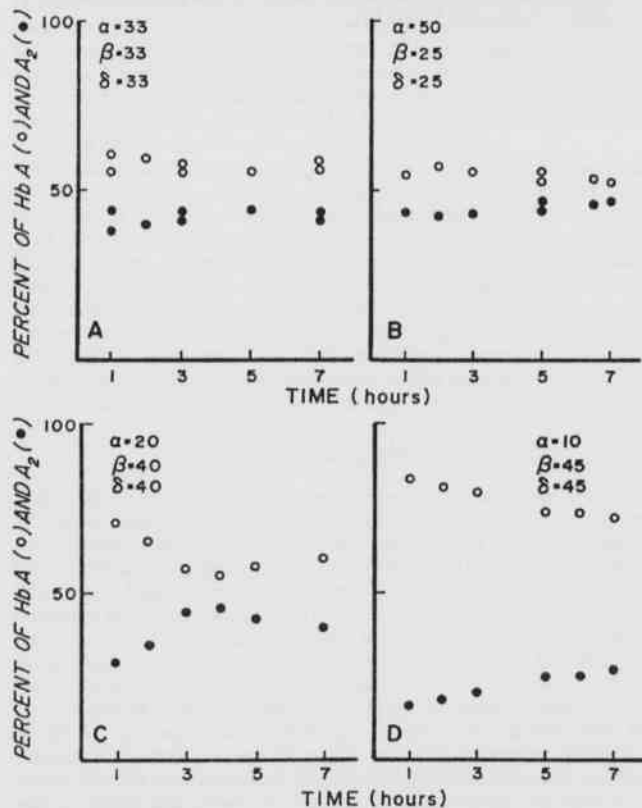 PERCENT OF HbA (○) AND A₂ (●)
100
50
α=33
β=33
δ=33
A
1 3 5 7
α=50
β=25
δ=25
B
1 3 5 7
TIME (hours)
PERCENT OF HbA (○) AND A₂ (●)
100
50
α=20
β=40
δ=40
C
1 3 5 7
α=10
β=45
δ=45
D
1 3 5 7
TIME (hours)